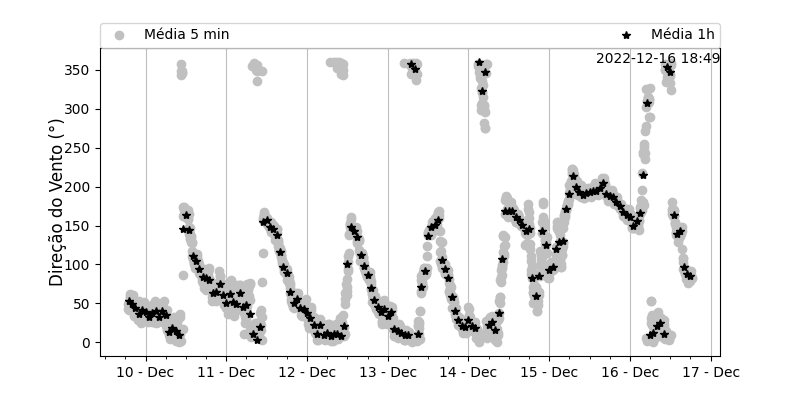 Média 5 min
Média 1h
2022-12-16 18:49
Direção do Vento (°)
350
300
250
200
150
100
50
0
10 - Dec
11 - Dec
12 - Dec
13 - Dec
14 - Dec
15 - Dec
16 - Dec
17 - Dec